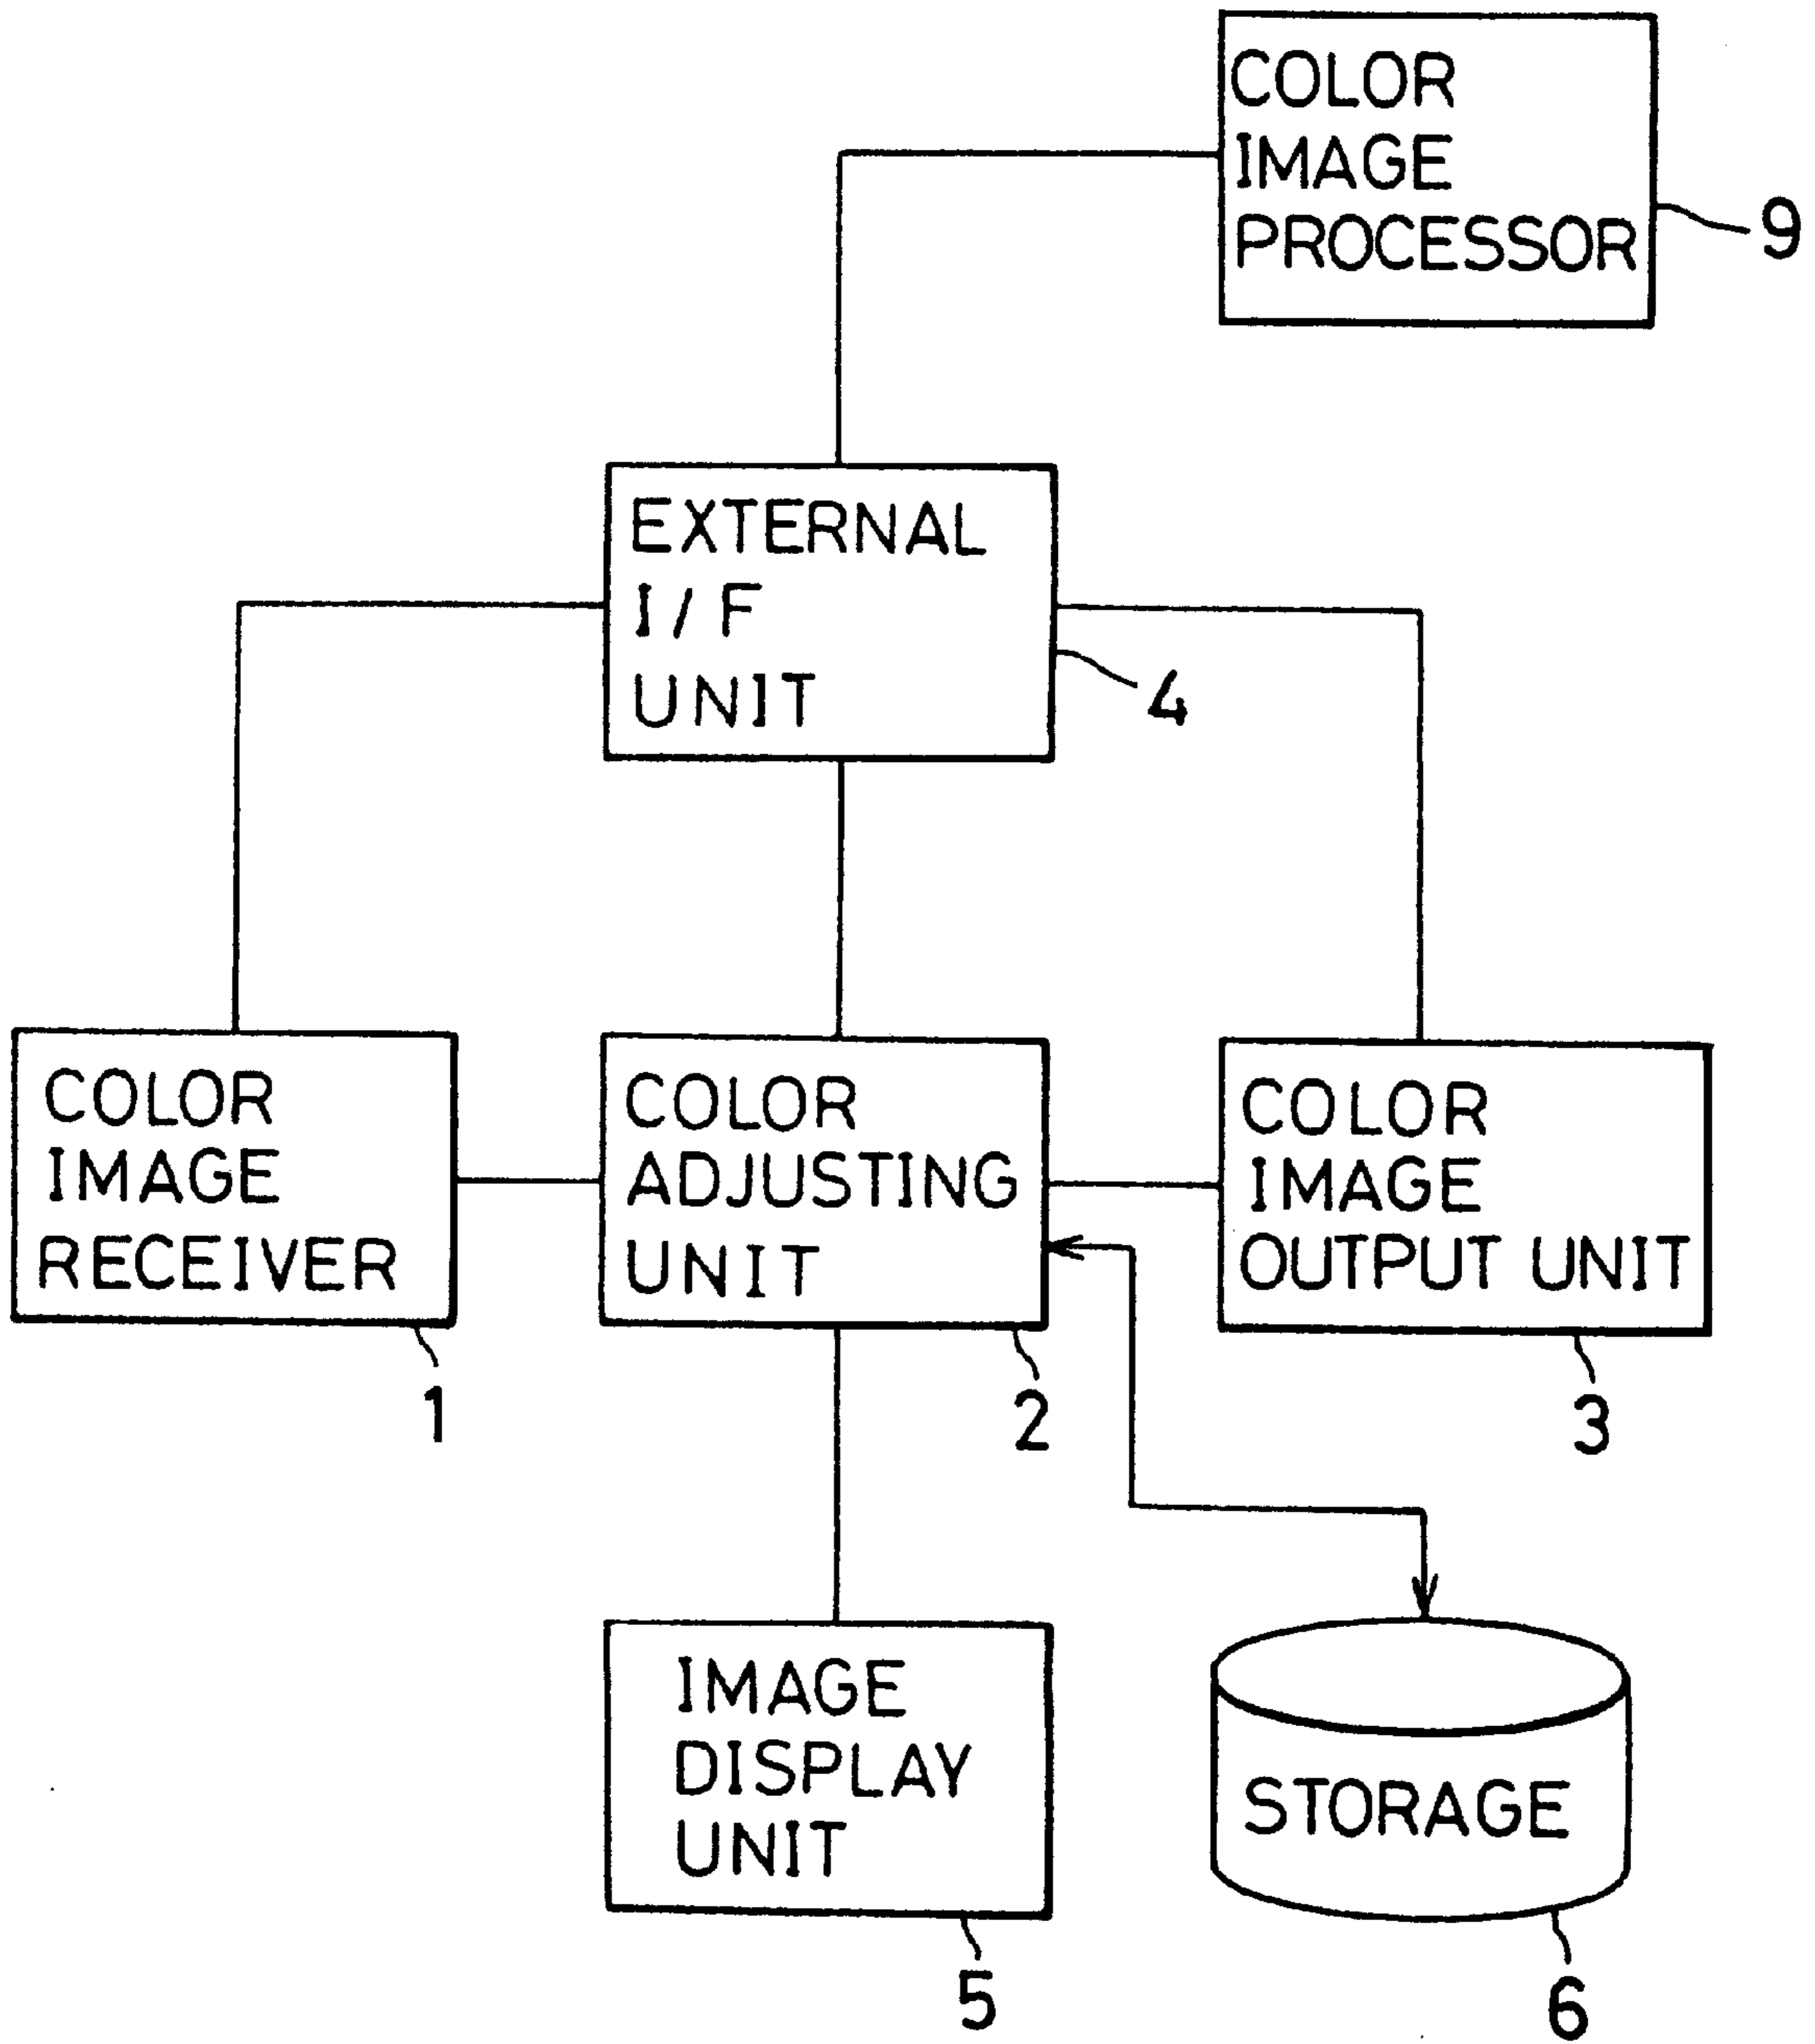 COLOR
IMAGE
PROCESSOR
9
EXTERNAL
I/F
UNIT
4
COLOR
IMAGE
RECEIVER
1
COLOR
ADJUSTING
UNIT
2
COLOR
IMAGE
OUTPUT UNIT
3
IMAGE
DISPLAY
UNIT
5
STORAGE
6